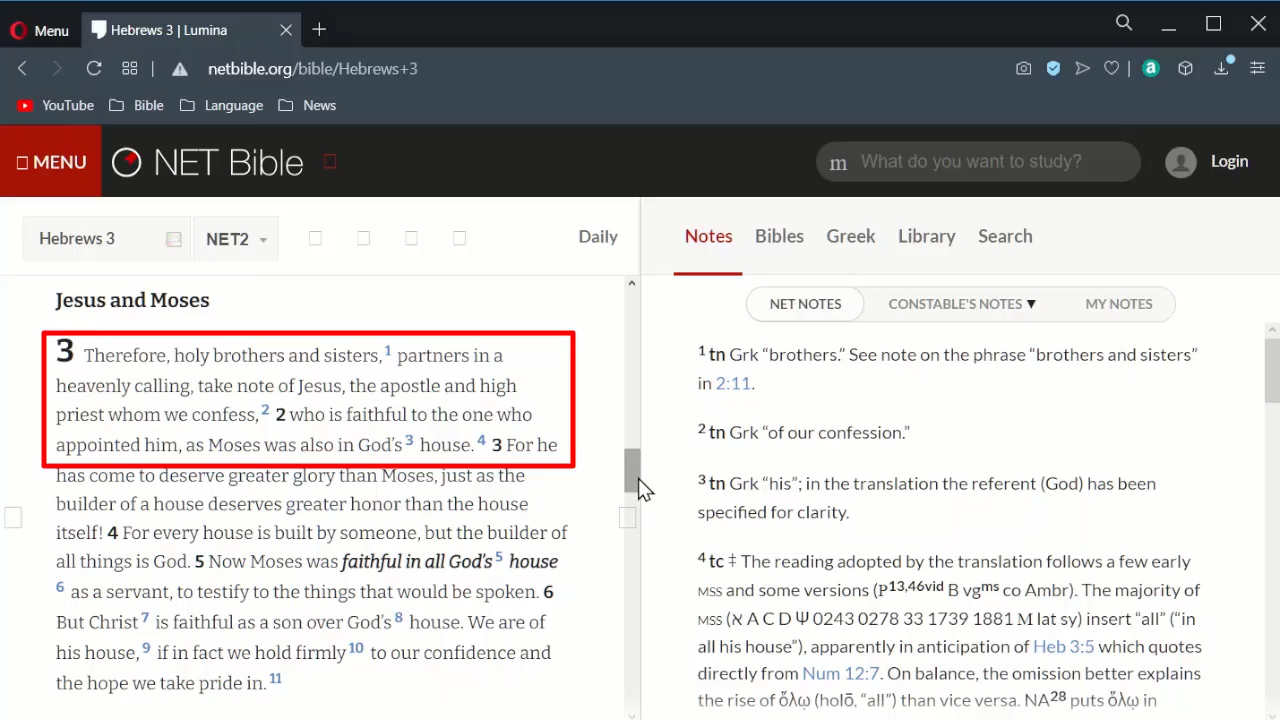 Menu
Hebrews 3 | Lumina
netbible.org/bible/Hebrews+3
a
YouTube Bible Language News
MENU NET Bible
m What do you want to study?
Login
Hebrews 3 NET2 Daily
Jesus and Moses
3 Therefore, holy brothers and sisters,1 partners in a
heavenly calling, take note of Jesus, the apostle and high
priest whom we confess,2 2 who is faithful to the one who
appointed him, as Moses was also in God’s3 house.4 3 For he
has come to deserve greater glory than Moses, just as the
builder of a house deserves greater honor than the house
itself! 4 For every house is built by someone, but the builder of
all things is God. 5 Now Moses was faithful in all God’s5 house
6 as a servant, to testify to the things that would be spoken. 6
But Christ7 is faithful as a son over God’s8 house. We are of
his house,9 if in fact we hold firmly10 to our confidence and
the hope we take pride in.11
Notes Bibles Greek Library Search
NET NOTES CONSTABLE'S NOTES ▼ MY NOTES
1 tn Grk “brothers.” See note on the phrase “brothers and sisters”
in 2:11.
2 tn Grk “of our confession.”
3 tn Grk “his”; in the translation the referent (God) has been
specified for clarity.
4 tc ‡ The reading adopted by the translation follows a few early
MSS and some versions (P13,46vid B vgms co Ambr). The majority of
MSS (א A C D Ψ 0243 0278 33 1739 1881 M lat sy) insert “all” (“in
all his house”), apparently in anticipation of Heb 3:5 which quotes
directly from Num 12:7. On balance, the omission better explains
the rise of ὅλῳ (holō, “all”) than vice versa. NA28 puts ὅλῳ in